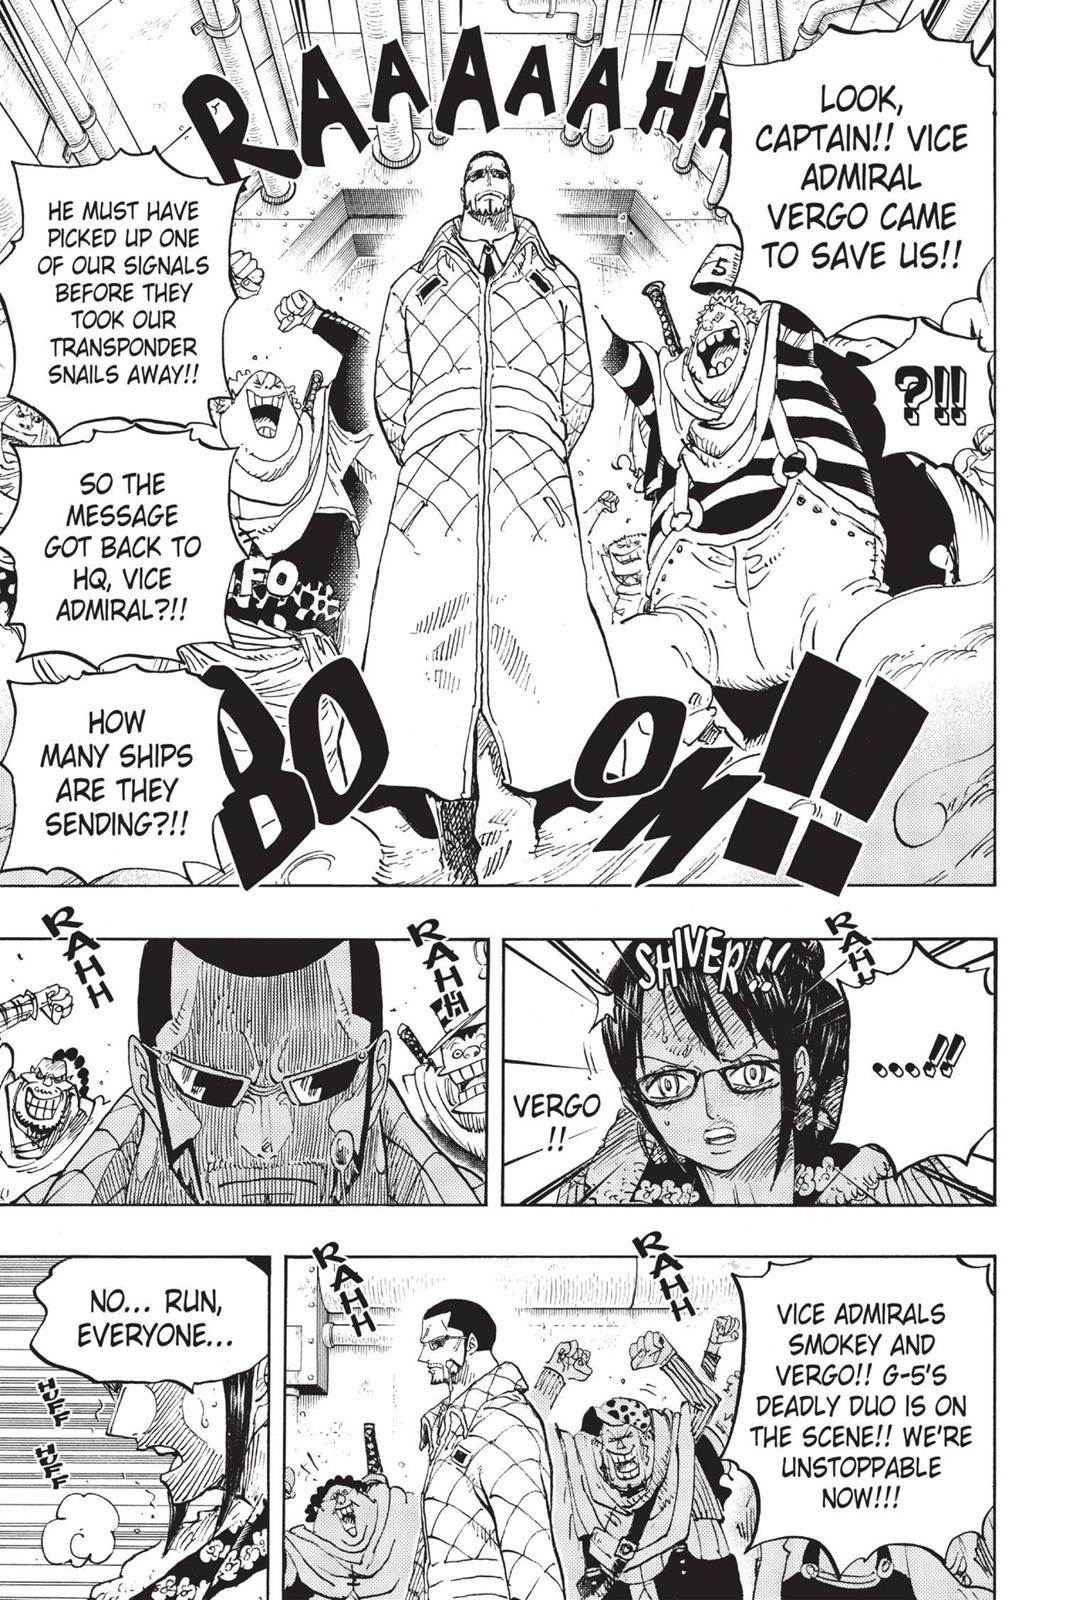 RAAAAAHH
LOOK,
CAPTAIN!! VICE
ADMIRAL
VERGO CAME
TO SAVE US!!
5
?!!
HE MUST HAVE
PICKED UP ONE
OF OUR SIGNALS
BEFORE THEY
TOOK OUR
TRANSPONDER
SNAILS AWAY!!
SO THE
MESSAGE
GOT BACK TO
HQ, VICE
ADMIRAL?!!
FO
HOW
MANY SHIPS
ARE THEY
SENDING?!!
BOOM!!
RAHH
SHIVER!!
...!!
VERGO
!!
RAHH
RAHH
RAHH
VICE ADMIRALS
SMOKEY AND
VERGO!! G-5'S
DEADLY DUO IS ON
THE SCENE!! WE'RE
UNSTOPPABLE
NOW!!!
RAHH
NO... RUN,
EVERYONE...
HUFF
HUFF